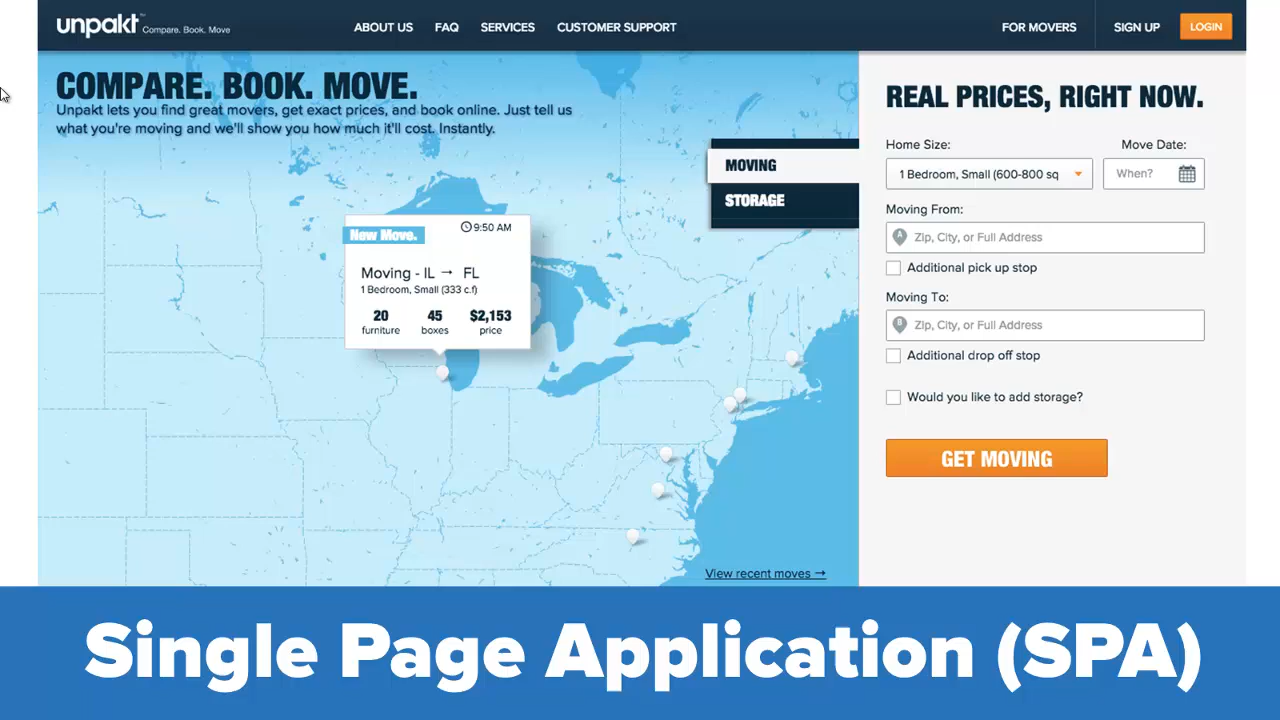 unpakt™ Compare. Book. Move
ABOUT US FAQ SERVICES CUSTOMER SUPPORT
FOR MOVERS SIGN UP LOGIN
COMPARE. BOOK. MOVE.
Unpakt lets you find great movers, get exact prices, and book online. Just tell us
what you're moving and we'll show you how much it'll cost. Instantly.
MOVING
STORAGE
New Move. 9:50 AM
Moving - IL → FL
1 Bedroom, Small (333 c.f)
20 45 $2,153
furniture boxes price
View recent moves →
REAL PRICES, RIGHT NOW.
Home Size: Move Date:
1 Bedroom, Small (600-800 sq When?
Moving From:
A Zip, City, or Full Address
Additional pick up stop
Moving To:
B Zip, City, or Full Address
Additional drop off stop
Would you like to add storage?
GET MOVING
Single Page Application (SPA)